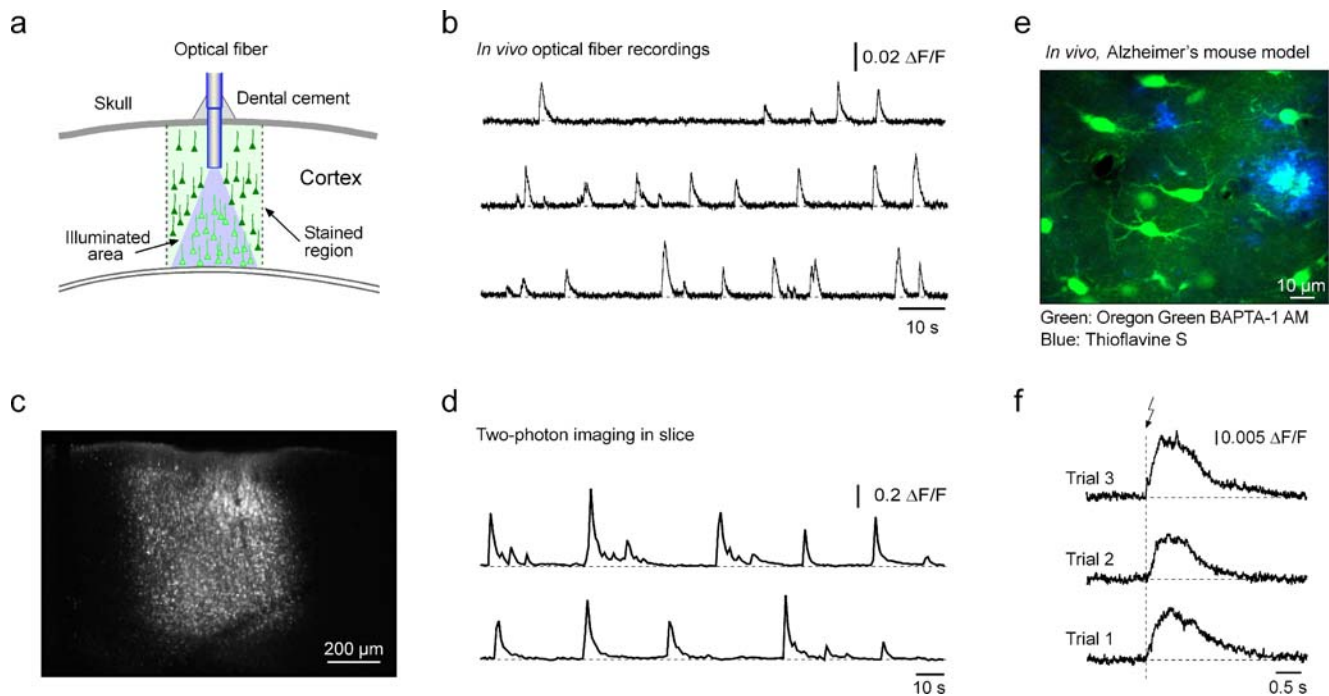 a
Optical fiber
Skull
Dental cement
Cortex
Illuminated
area
Stained
region
b
In vivo optical fiber recordings
0.02 ΔF/F
10 s
c
200 µm
d
Two-photon imaging in slice
0.2 ΔF/F
10 s
e
In vivo, Alzheimer's mouse model
10 µm
Green: Oregon Green BAPTA-1 AM
Blue: Thioflavine S
f
0.005 ΔF/F
Trial 3
Trial 2
Trial 1
0.5 s